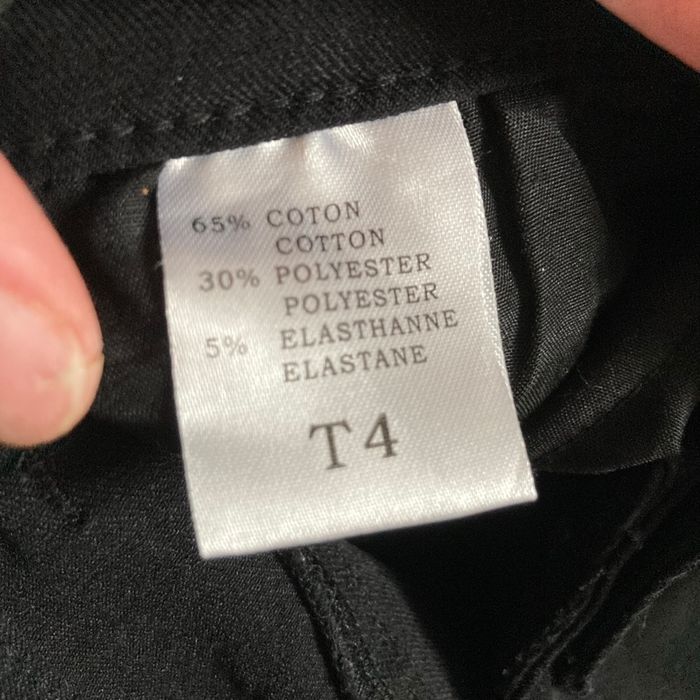 65% COTON
COTTON
30% POLYESTER
POLYESTER
5% ELASTHANNE
ELASTANE
T4